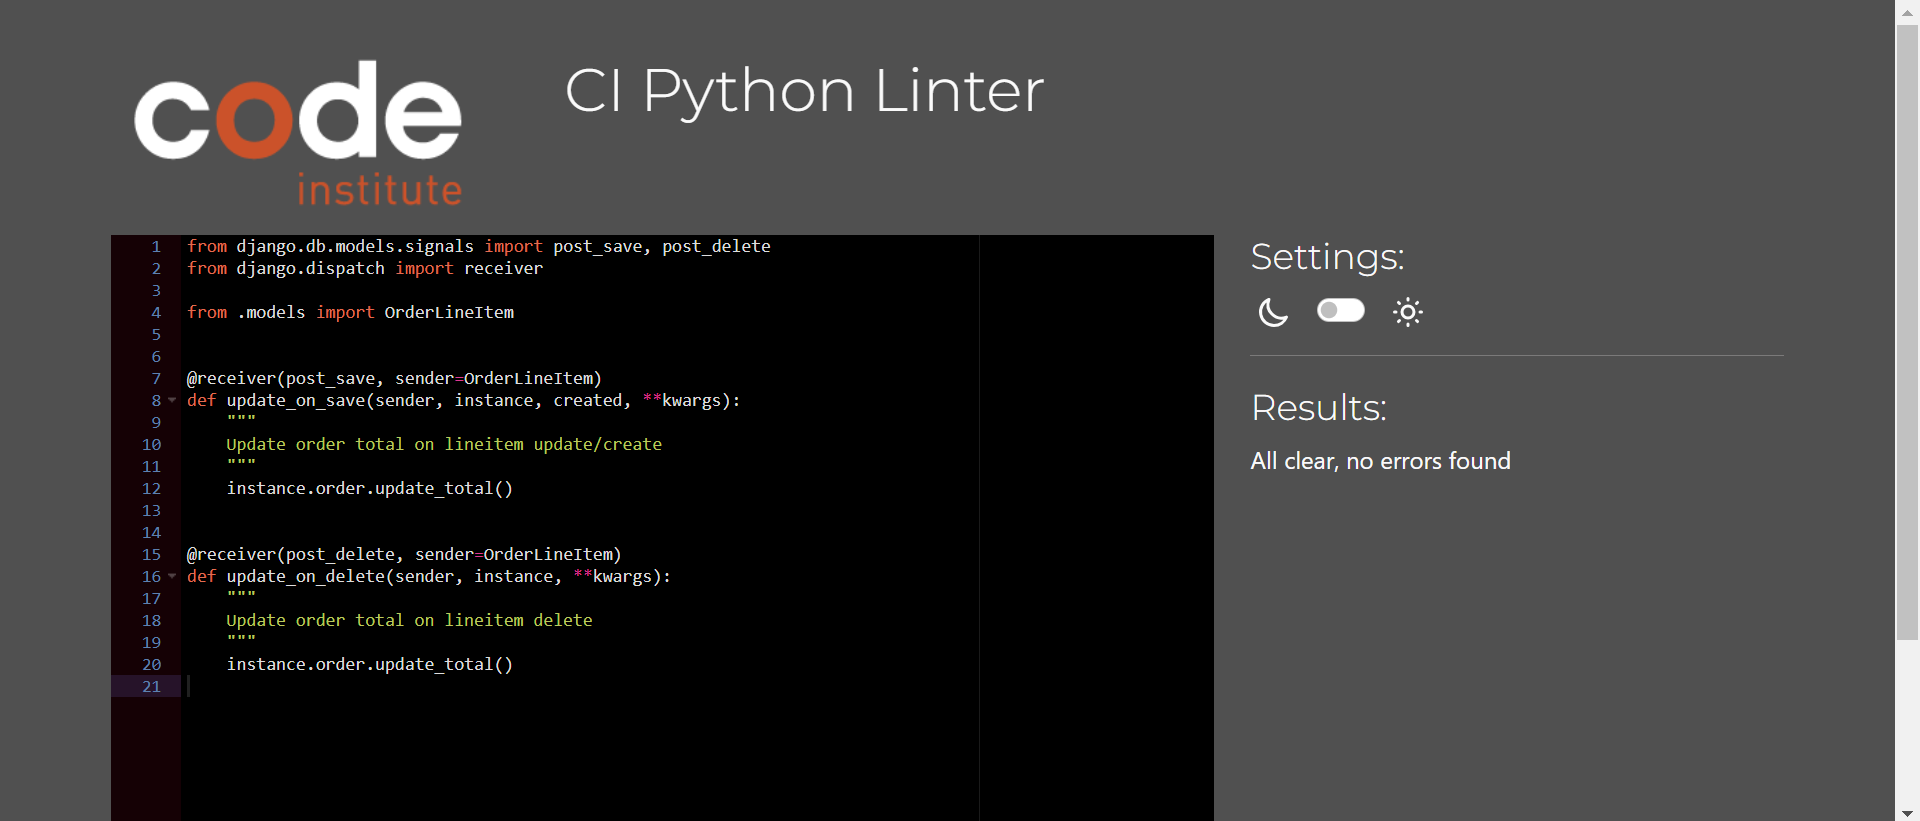 code
institute
CI Python Linter
1 from django.db.models.signals import post_save, post_delete
2 from django.dispatch import receiver
3
4 from .models import OrderLineItem
5
6
7 @receiver(post_save, sender=OrderLineItem)
8 def update_on_save(sender, instance, created, **kwargs):
9     """
10     Update order total on lineitem update/create
11     """
12     instance.order.update_total()
13
14
15 @receiver(post_delete, sender=OrderLineItem)
16 def update_on_delete(sender, instance, **kwargs):
17     """
18     Update order total on lineitem delete
19     """
20     instance.order.update_total()
21
Settings:
Results:
All clear, no errors found